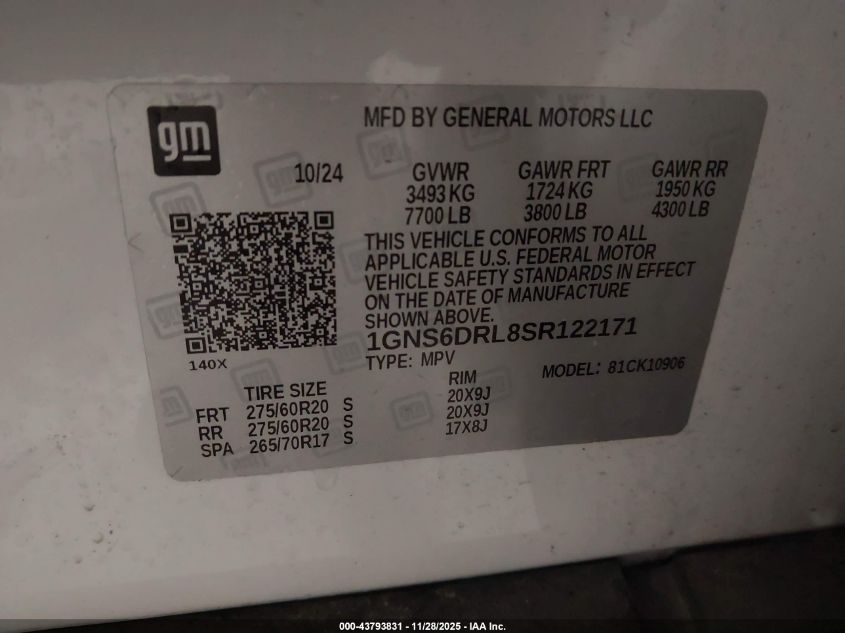 gm
MFD BY GENERAL MOTORS LLC
10/24
GVWR GAWR FRT GAWR RR
3493 KG 1724 KG 1950 KG
7700 LB 3800 LB 4300 LB
THIS VEHICLE CONFORMS TO ALL
APPLICABLE U.S. FEDERAL MOTOR
VEHICLE SAFETY STANDARDS IN EFFECT
ON THE DATE OF MANUFACTURE
SHOWN ABOVE.
1GNS6DRL8SR122171
140X
TYPE: MPV MODEL: 81CK10906
TIRE SIZE RIM
FRT 275/60R20 S 20X9J
RR 275/60R20 S 20X9J
SPA 265/70R17 S 17X8J
000-43793831 - 11/28/2025 - IAA Inc.